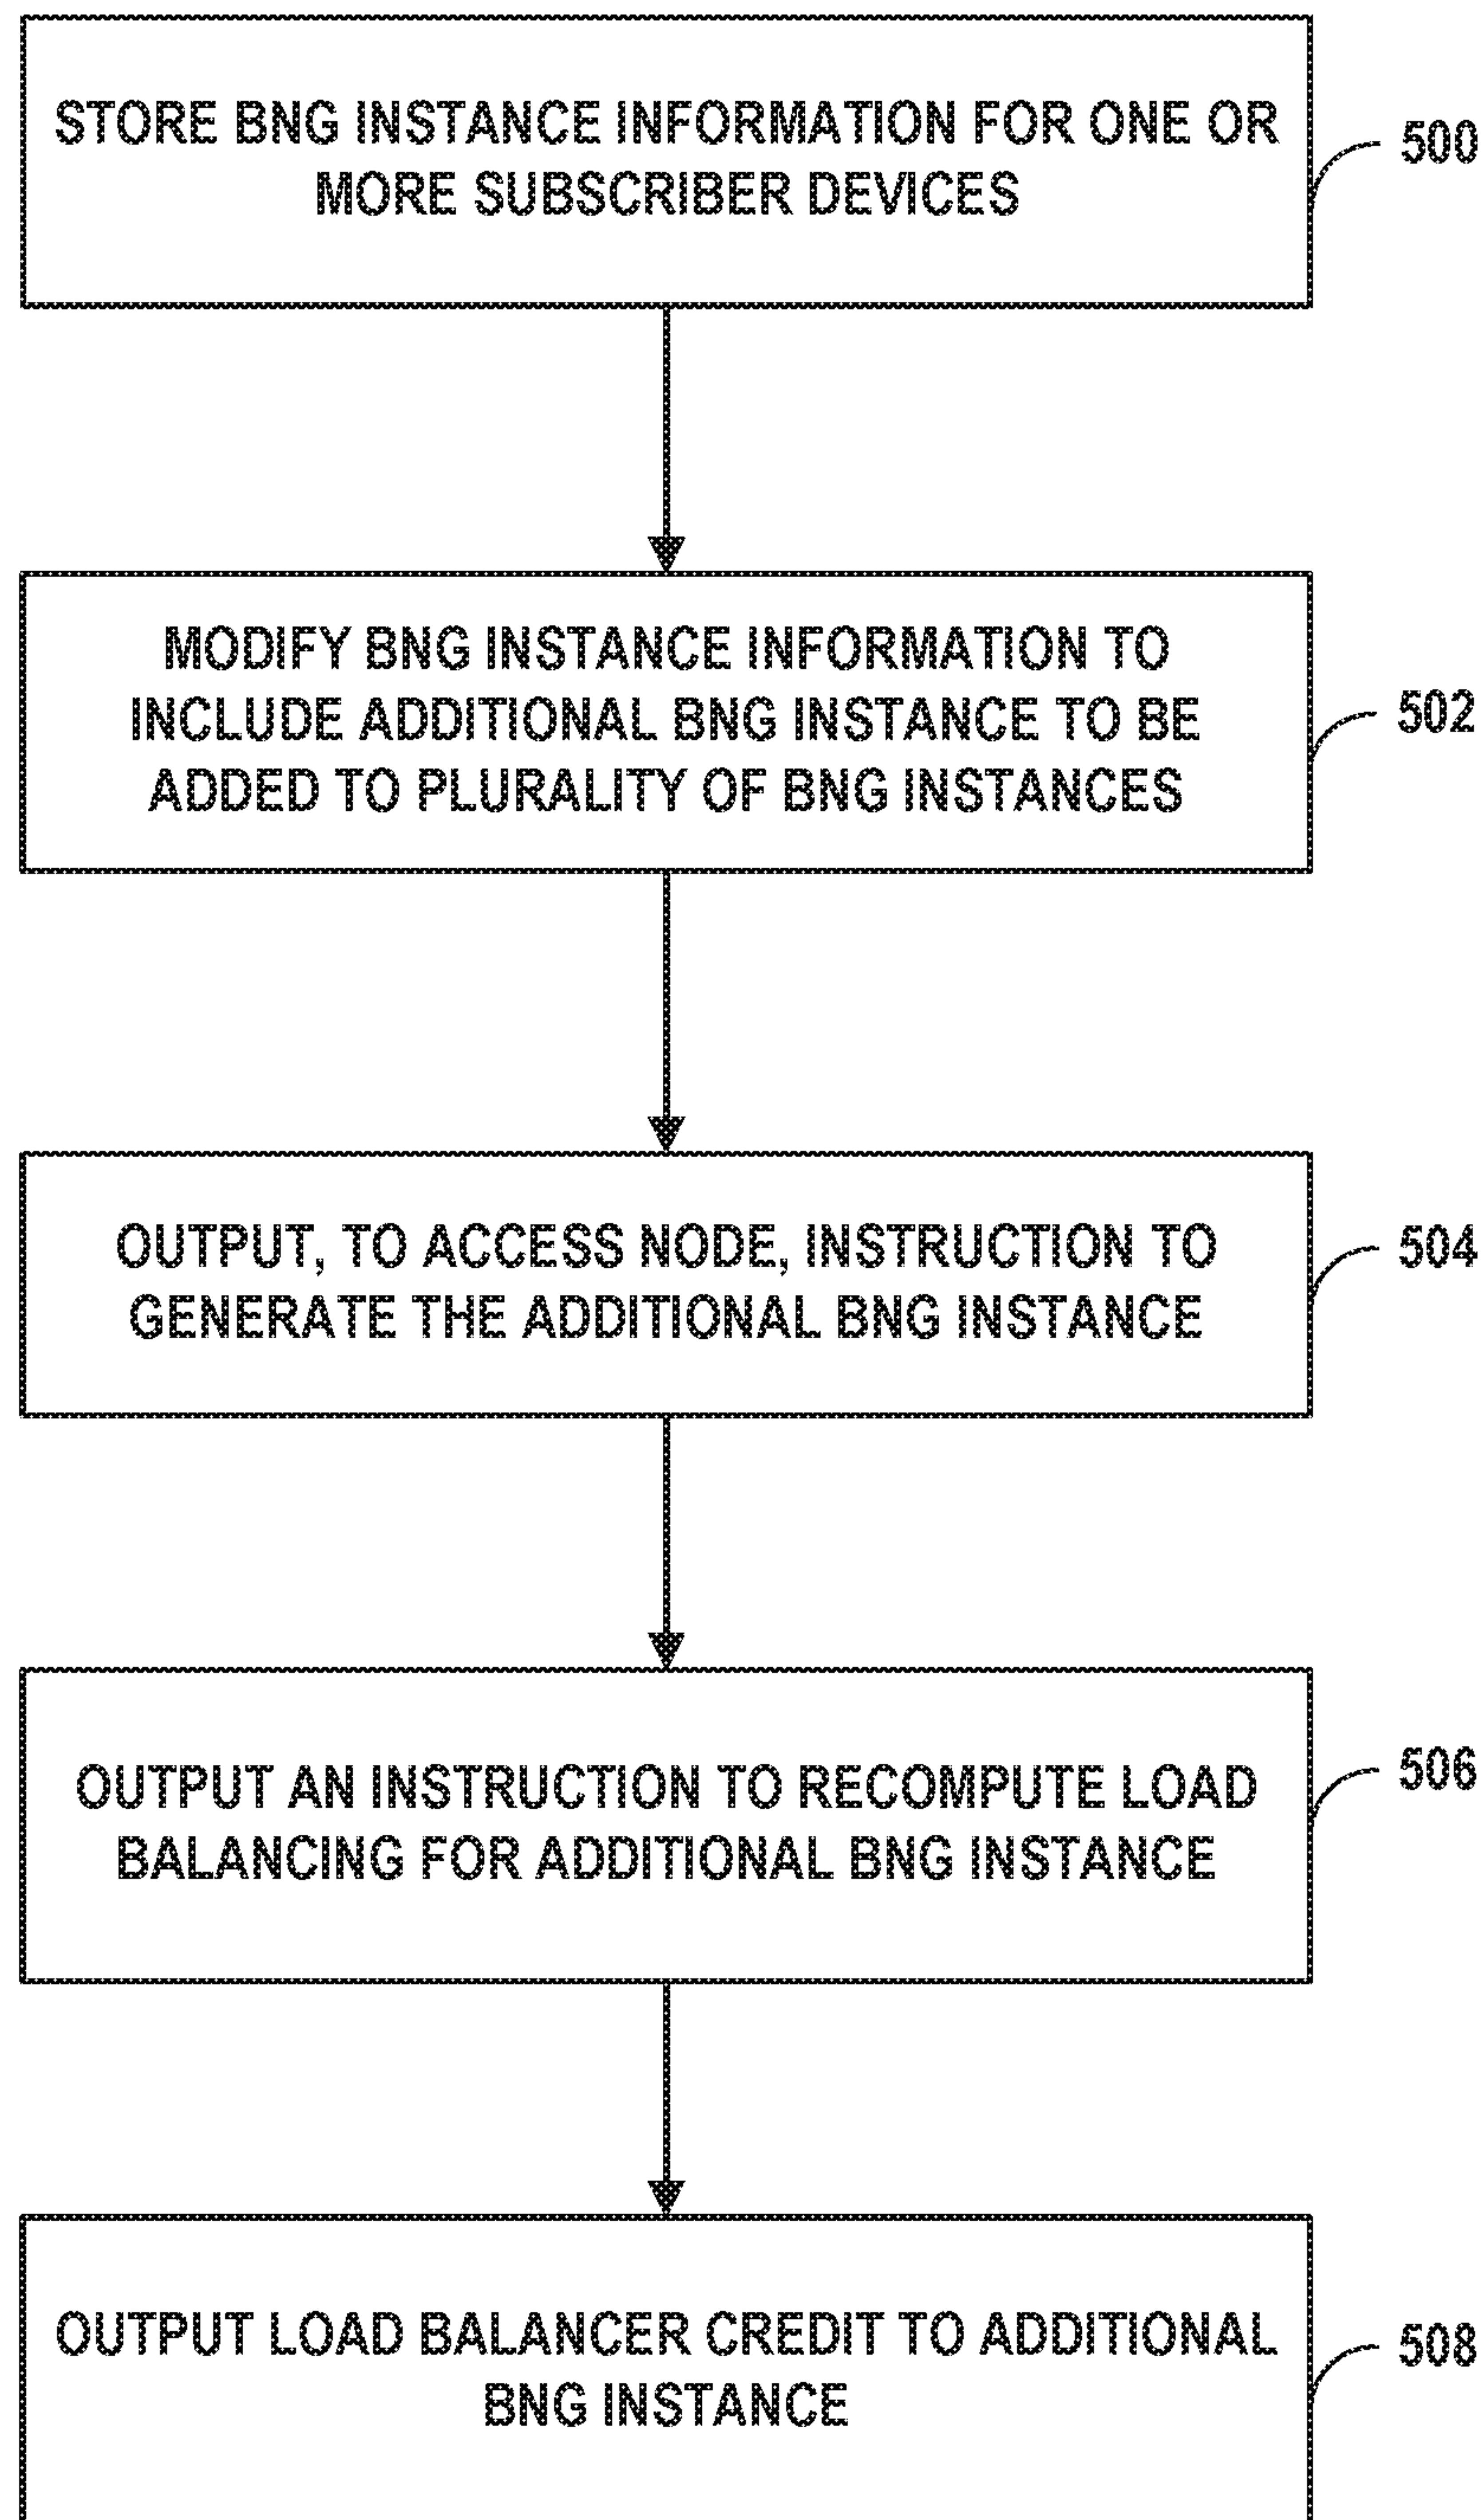 STORE BNG INSTANCE INFORMATION FOR ONE OR
MORE SUBSCRIBER DEVICES
500
MODIFY BNG INSTANCE INFORMATION TO
INCLUDE ADDITIONAL BNG INSTANCE TO BE
ADDED TO PLURALITY OF BNG INSTANCES
502
OUTPUT, TO ACCESS NODE, INSTRUCTION TO
GENERATE THE ADDITIONAL BNG INSTANCE
504
OUTPUT AN INSTRUCTION TO RECOMPUTE LOAD
BALANCING FOR ADDITIONAL BNG INSTANCE
506
OUTPUT LOAD BALANCER CREDIT TO ADDITIONAL
BNG INSTANCE
508